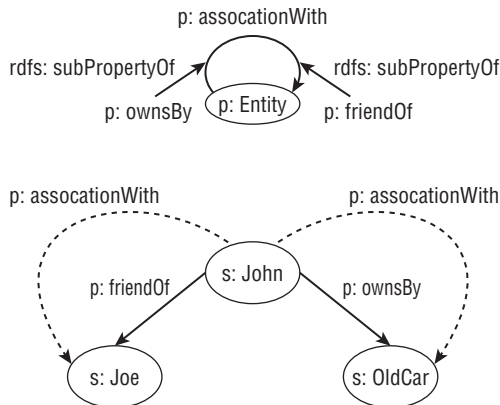 p: assocationWith
rdfs: subPropertyOf
rdfs: subPropertyOf
p: ownsBy
p: Entity
p: friendOf
p: assocationWith
p: assocationWith
s: John
p: friendOf
p: ownsBy
s: Joe
s: OldCar